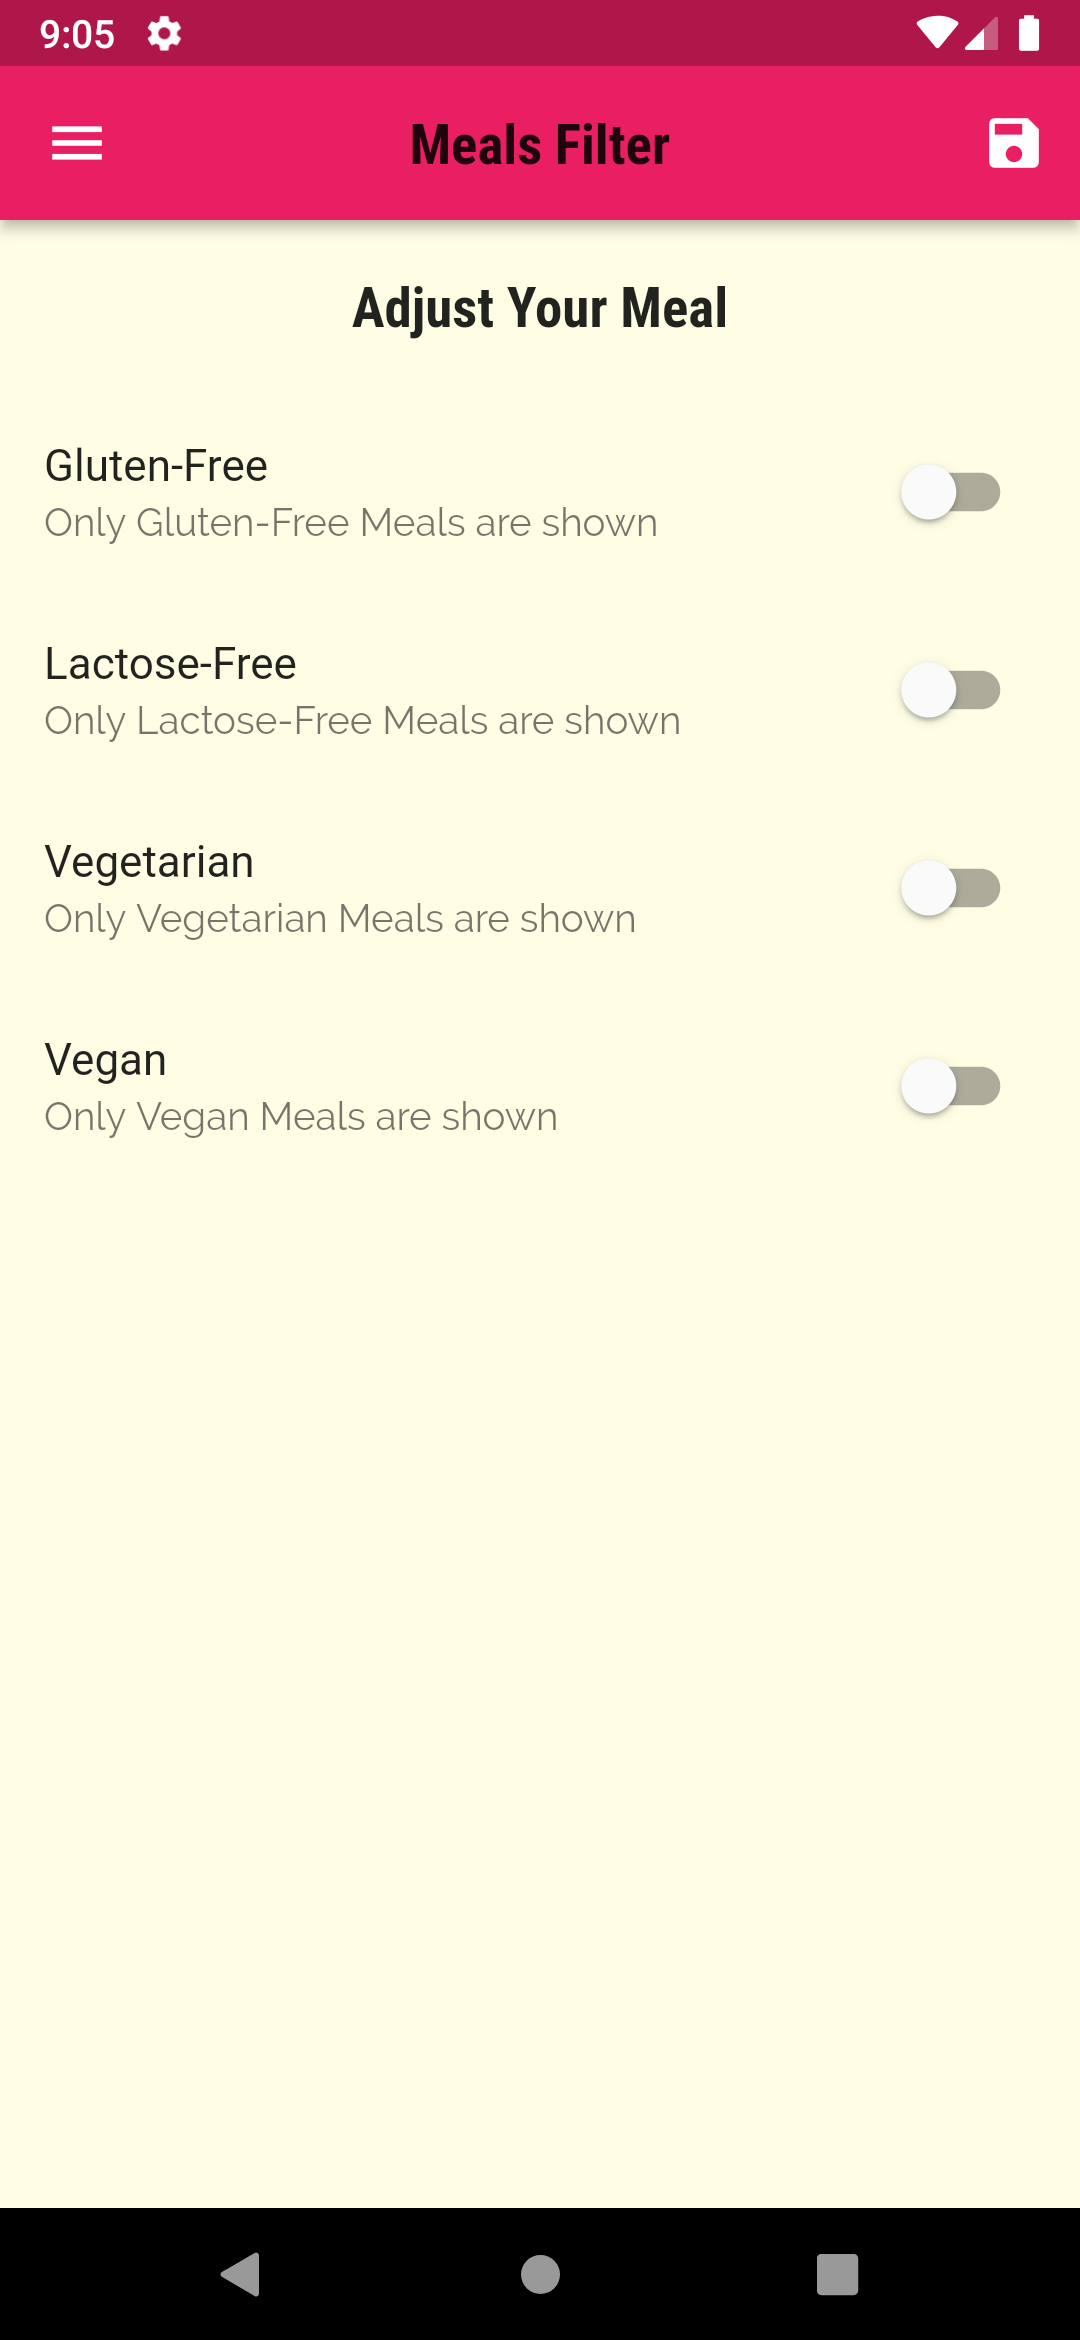 9:05
Meals Filter
Adjust Your Meal
Gluten-Free
Only Gluten-Free Meals are shown
Lactose-Free
Only Lactose-Free Meals are shown
Vegetarian
Only Vegetarian Meals are shown
Vegan
Only Vegan Meals are shown